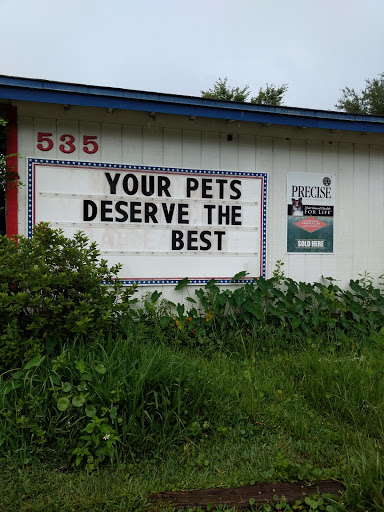 535
YOUR PETS
DESERVE THE
BEST
PRECISE
FOR LIFE
SOLD HERE